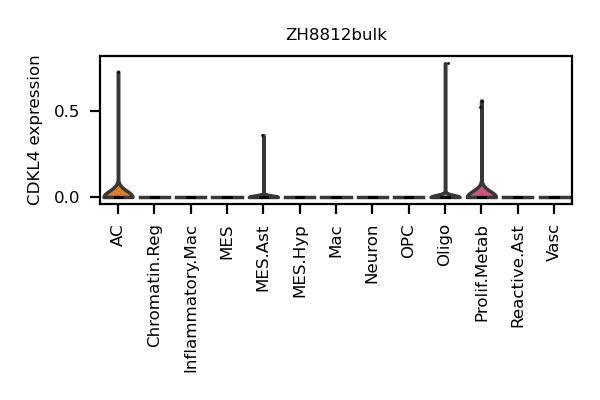 ZH8812bulk
CDKL4 expression
0.5
0.0
AC
Chromatin.Reg
Inflammatory.Mac
MES
MES.Ast
MES.Hyp
Mac
Neuron
OPC
Oligo
Prolif.Metab
Reactive.Ast
Vasc